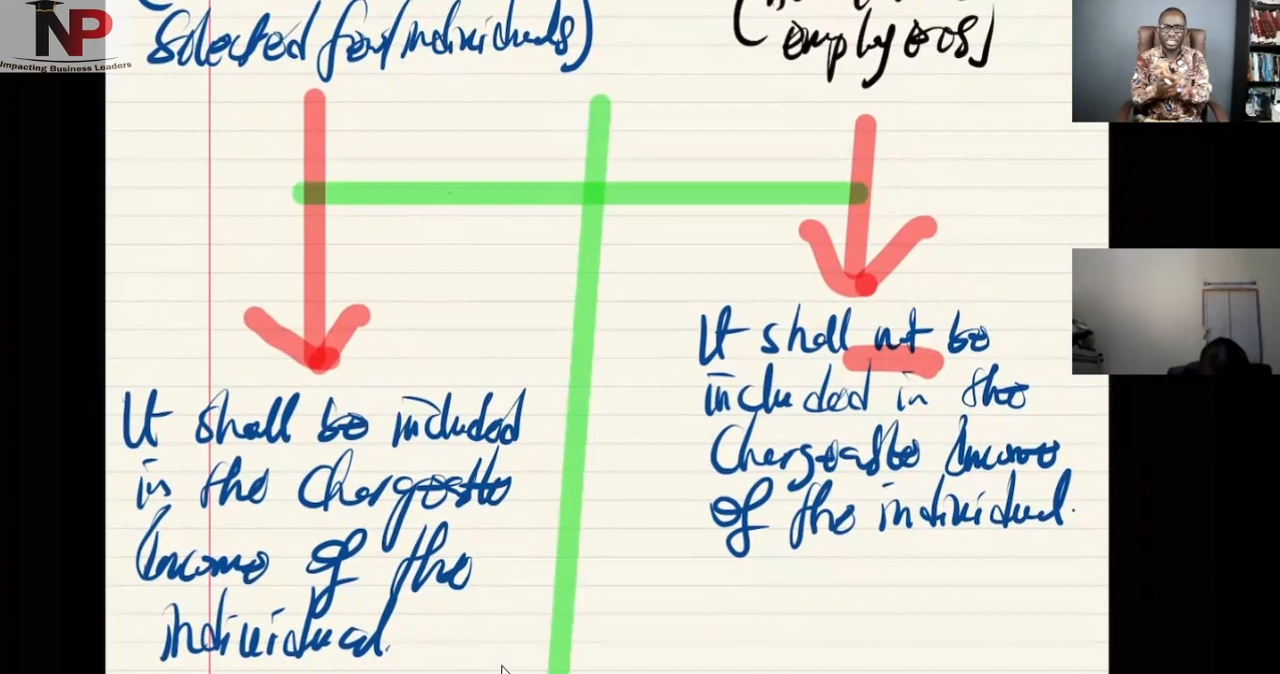 NP
Impacting Business Leaders
Selected few individuals)
employees)
It shall be included
in the Chargeable
Income of the
individual.
It shall not be
included in the
Chargeable Income
of the individual.